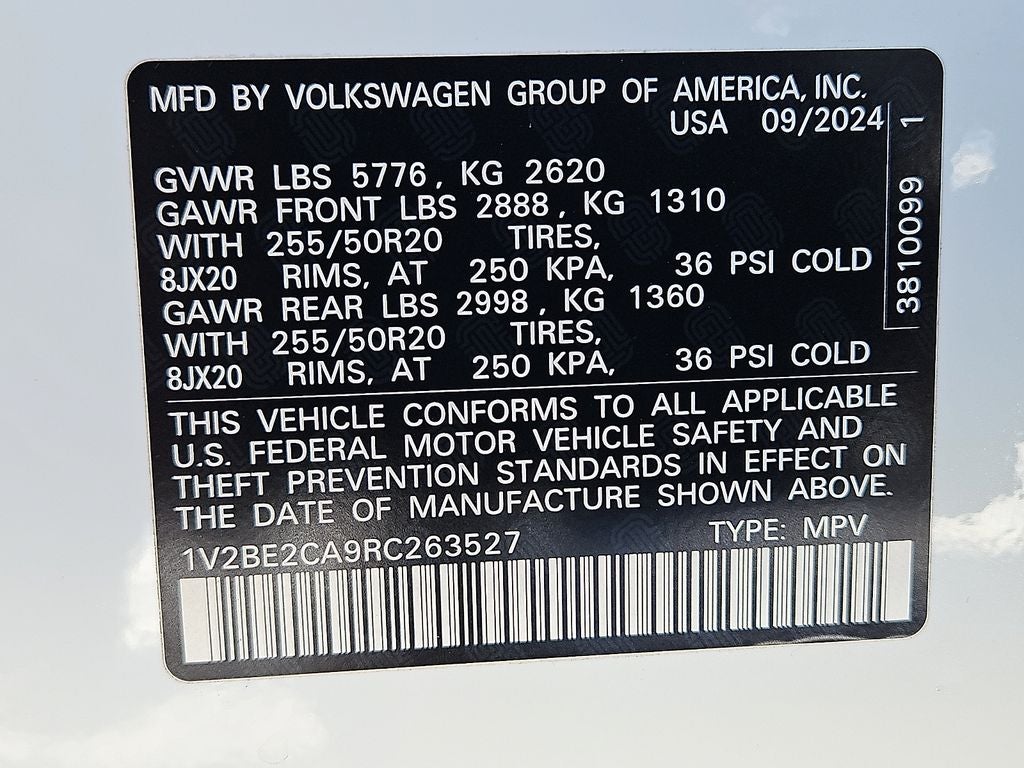 MFD BY VOLKSWAGEN GROUP OF AMERICA, INC.
USA 09/2024
GVWR LBS 5776, KG 2620
GAWR FRONT LBS 2888, KG 1310
WITH 255/50R20 TIRES,
8JX20 RIMS, AT 250 KPA, 36 PSI COLD
GAWR REAR LBS 2998, KG 1360
WITH 255/50R20 TIRES,
8JX20 RIMS, AT 250 KPA, 36 PSI COLD
3810099 1
THIS VEHICLE CONFORMS TO ALL APPLICABLE
U.S. FEDERAL MOTOR VEHICLE SAFETY AND
THEFT PREVENTION STANDARDS IN EFFECT ON
THE DATE OF MANUFACTURE SHOWN ABOVE.
1V2BE2CA9RC263527 TYPE: MPV